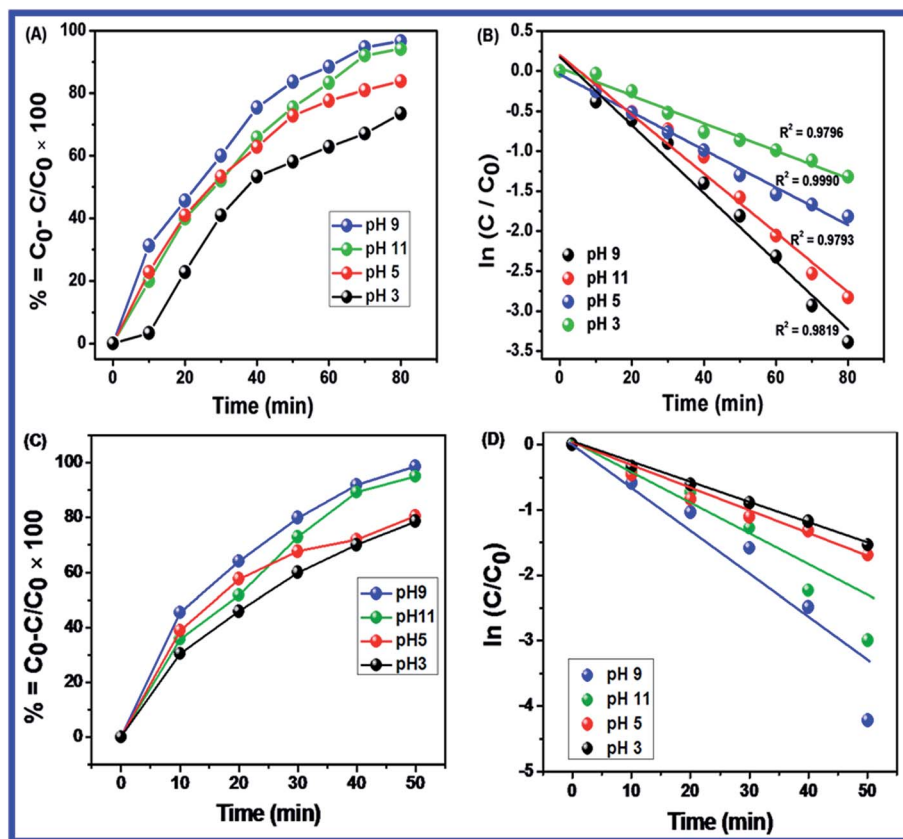 (A)
% = C0- C/C0 × 100
100
80
60
40
20
0
pH 9
pH 11
pH 5
pH 3
0
20
40
60
80
Time (min)
(B)
ln (C / C0)
0.0
-0.5
-1.0
-1.5
-2.0
-2.5
-3.0
-3.5
R² = 0.9796
R² = 0.9990
R² = 0.9793
R² = 0.9819
pH 9
pH 11
pH 5
pH 3
0
20
40
60
80
Time (min)
(C)
% = C0-C/C0 × 100
100
80
60
40
20
0
pH9
pH11
pH5
pH3
0
10
20
30
40
50
Time (min)
(D)
ln (C/C0)
0
-1
-2
-3
-4
-5
pH 9
pH 11
pH 5
pH 3
0
10
20
30
40
50
Time (min)